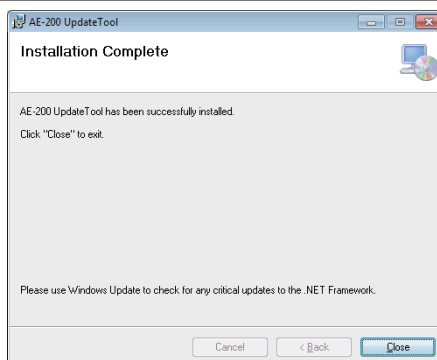 AE-200 UpdateTool
Installation Complete
AE-200 UpdateTool has been successfully installed.
Click "Close" to exit.
Please use Windows Update to check for any critical updates to the .NET Framework.
Cancel
< Back
Close